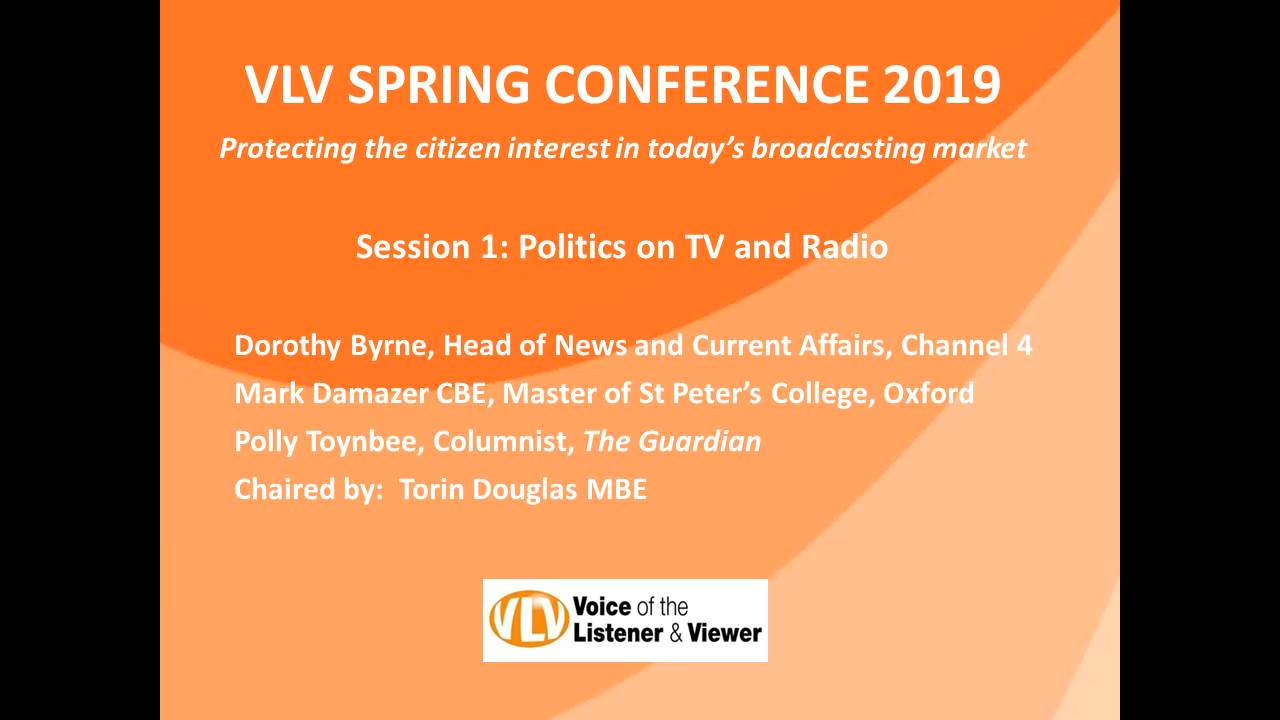 VLV SPRING CONFERENCE 2019
Protecting the citizen interest in today's broadcasting market
Session 1: Politics on TV and Radio
Dorothy Byrne, Head of News and Current Affairs, Channel 4
Mark Damazer CBE, Master of St Peter's College, Oxford
Polly Toynbee, Columnist, The Guardian
Chaired by:  Torin Douglas MBE
VLV
Voice of the
Listener & Viewer